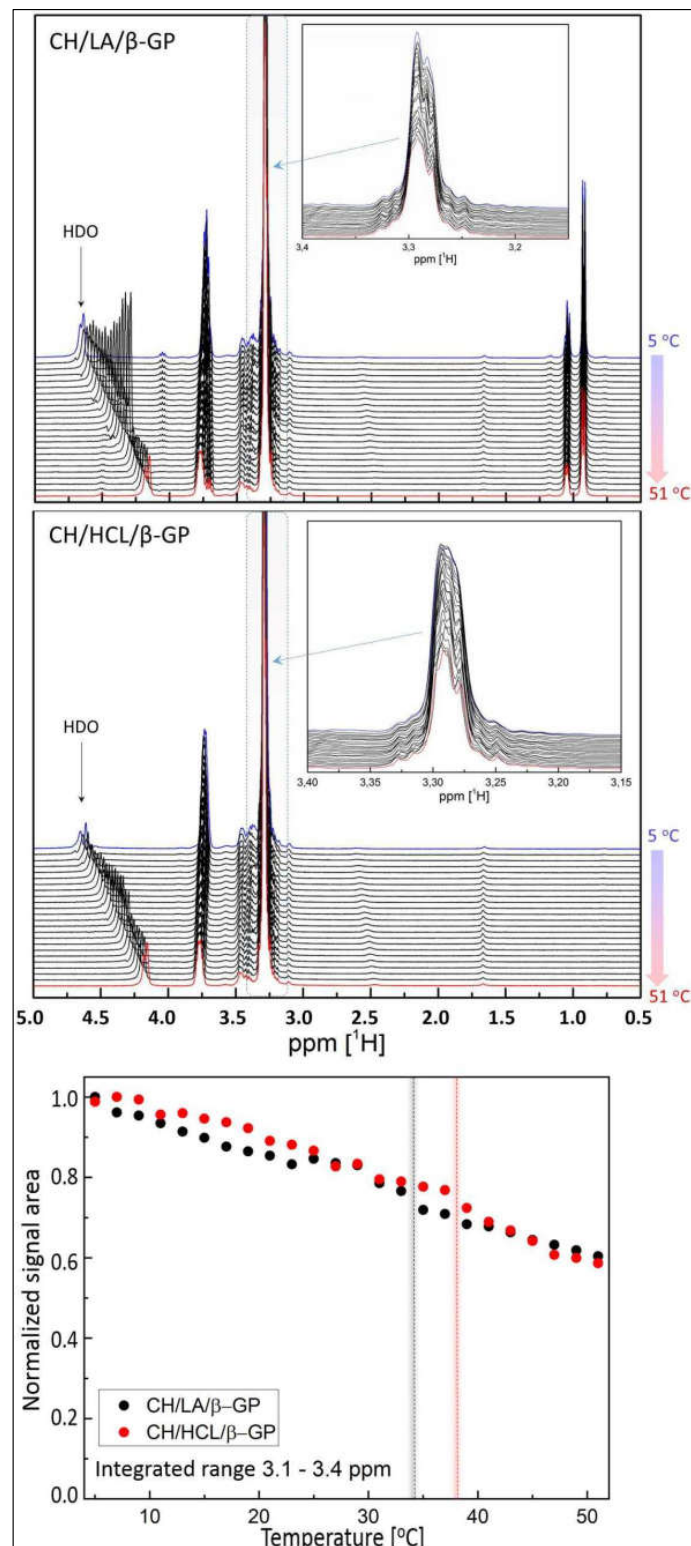 CH/LA/β-GP
HDO
3,4 3,3 3,2
ppm [¹H]
5 °C
51 °C
CH/HCL/β-GP
HDO
3,40 3,35 3,30 3,25 3,20 3,15
ppm [¹H]
5 °C
51 °C
5.0 4.5 4.0 3.5 3.0 2.5 2.0 1.5 1.0 0.5
ppm [¹H]
Normalized signal area
1.0
0.8
0.6
0.4
0.2
0.0
CH/LA/β–GP
CH/HCL/β–GP
Integrated range 3.1 - 3.4 ppm
10 20 30 40 50
Temperature [°C]